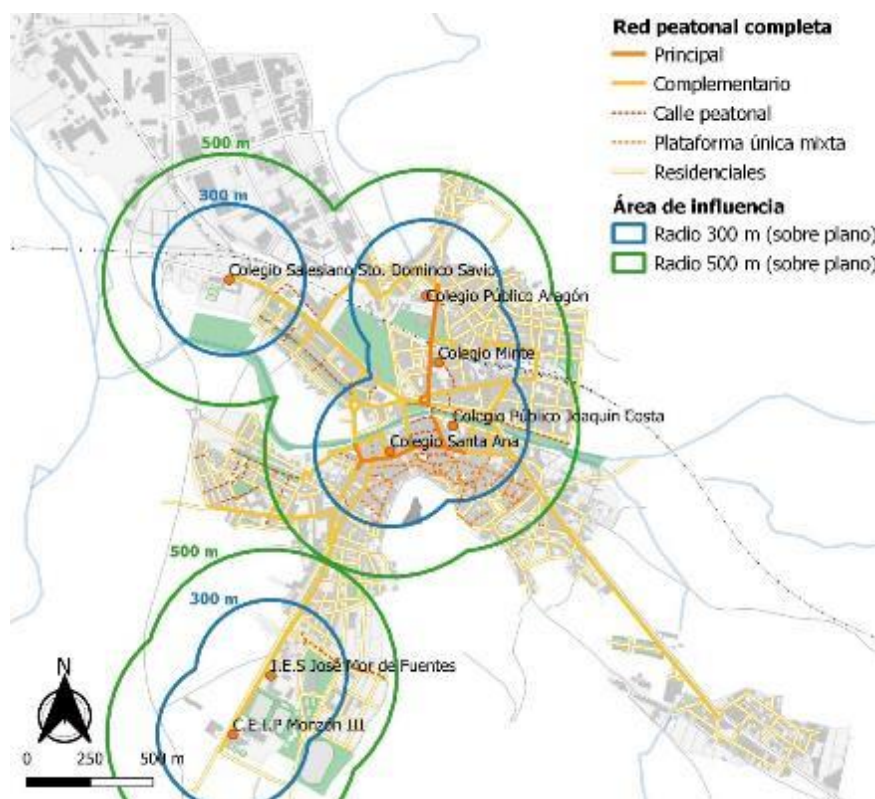 Red peatonal completa
Principal
Complementario
Calle peatonal
Plataforma única mixta
Residenciales
Área de influencia
Radio 300 m (sobre plano)
Radio 500 m (sobre plano)
500 m
300 m
Colegio Salesiano Sto. Dominco Savio
Colegio Público Aragón
Colegio Minte
Colegio Público Joaquín Costa
Colegio Santa Ana
500 m
300 m
I.E.S José Mor de Fuentes
C.E.I.P Monzón III
N
0 250 500 m